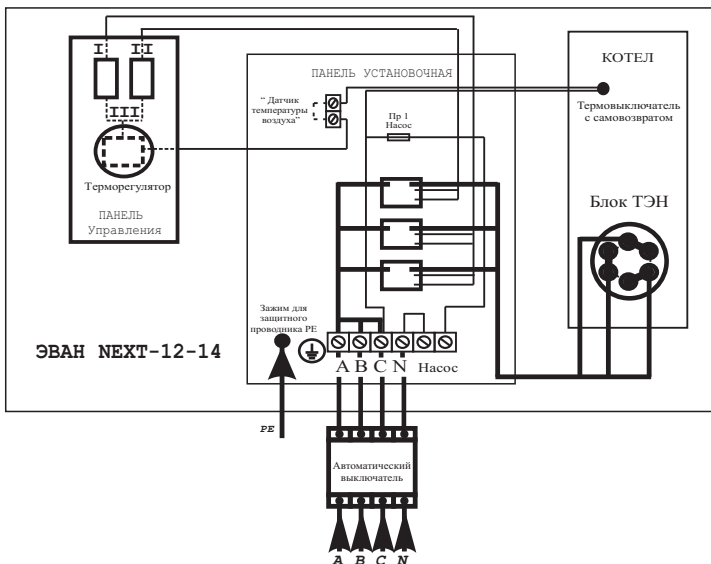 I II
III
Терморегулятор
ПАНЕЛЬ
Управления
ПАНЕЛЬ УСТАНОВОЧНАЯ
“ Датчик
температуры
воздуха”
Пр 1
Насос
КОТЕЛ
Термовыключатель
с самовозвратом
Блок ТЭН
Зажим для
защитного
проводника РЕ
ЭВАН NEXT-12-14
A B C N Насос
PE
Автоматический
выключатель
A B C N